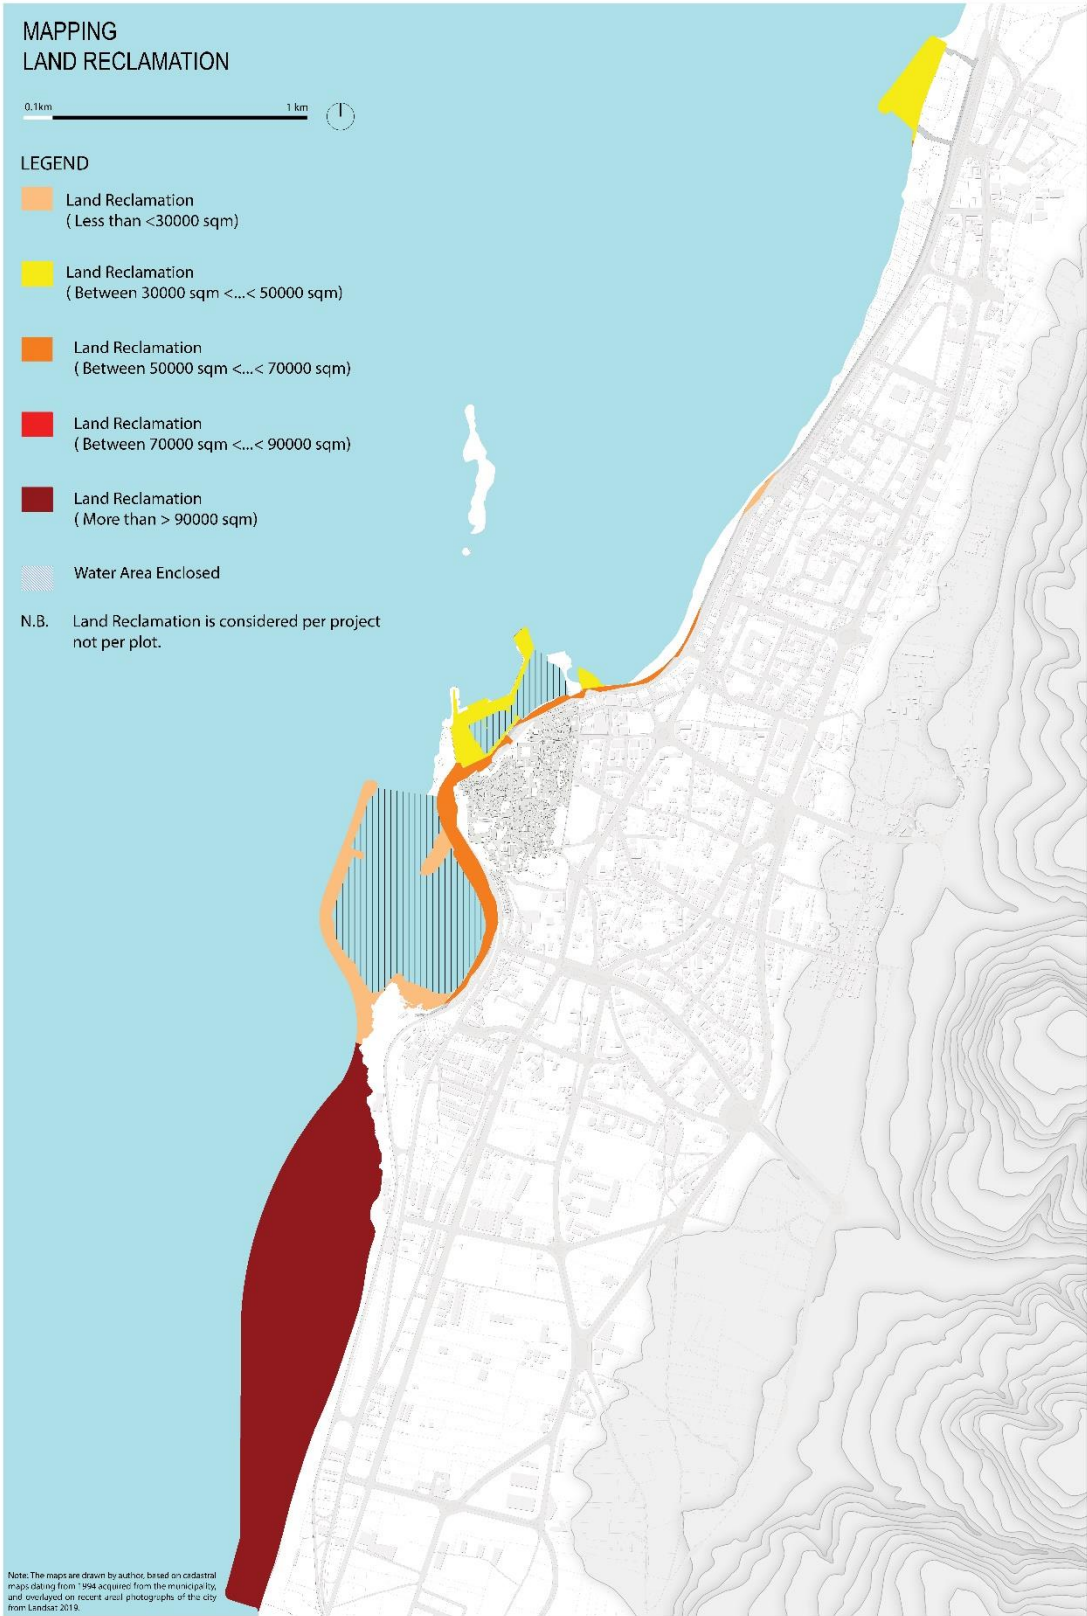 MAPPING
LAND RECLAMATION
0.1km 1 km
LEGEND
Land Reclamation
( Less than <30000 sqm)
Land Reclamation
( Between 30000 sqm <...< 50000 sqm)
Land Reclamation
( Between 50000 sqm <...< 70000 sqm)
Land Reclamation
( Between 70000 sqm <...< 90000 sqm)
Land Reclamation
( More than > 90000 sqm)
Water Area Enclosed
N.B. Land Reclamation is considered per project
not per plot.
Note: The maps are drawn by author, based on cadastral
maps dating from 1994 acquired from the municipality,
and overlayed on recent areal photographs of the city
from Landsat 2019.